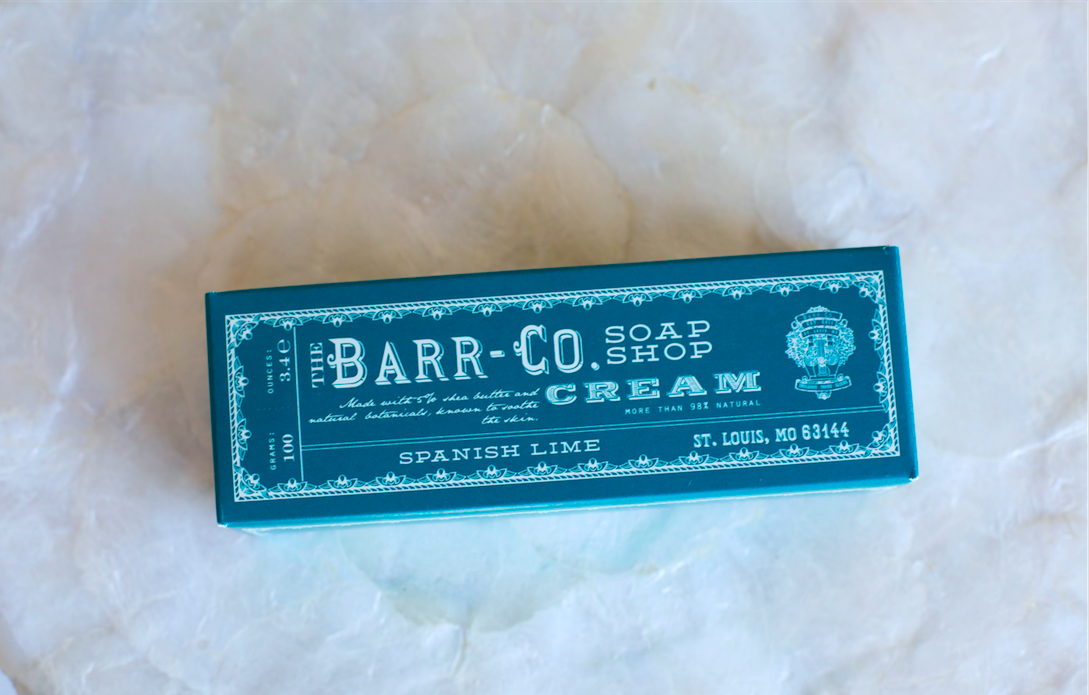 OUNCES:
3.4 ℮
GRAMS:
100
THE
BARR-CO.
SOAP
SHOP
CREAM
Made with 5% shea butter and
natural botanicals, known to soothe
the skin.
MORE THAN 98% NATURAL
SPANISH LIME
ST. LOUIS, MO 63144